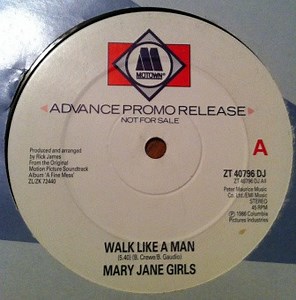 M
MOTOWN
ADVANCE PROMO RELEASE
NOT FOR SALE
Produced and arranged
by Rick James
From the Original
Motion Picture Soundtrack
Album 'A Fine Mess'
ZL/ZK 72440
A
ZT 40796 DJ
ZT 40796 DJ A1
Peter Maurice Music
Co. Ltd./EMI Music
STEREO
45 RPM
℗ 1986 Columbia
Pictures Industries
WALK LIKE A MAN
(5.40) (B. Crewe B. Gaudio)
MARY JANE GIRLS